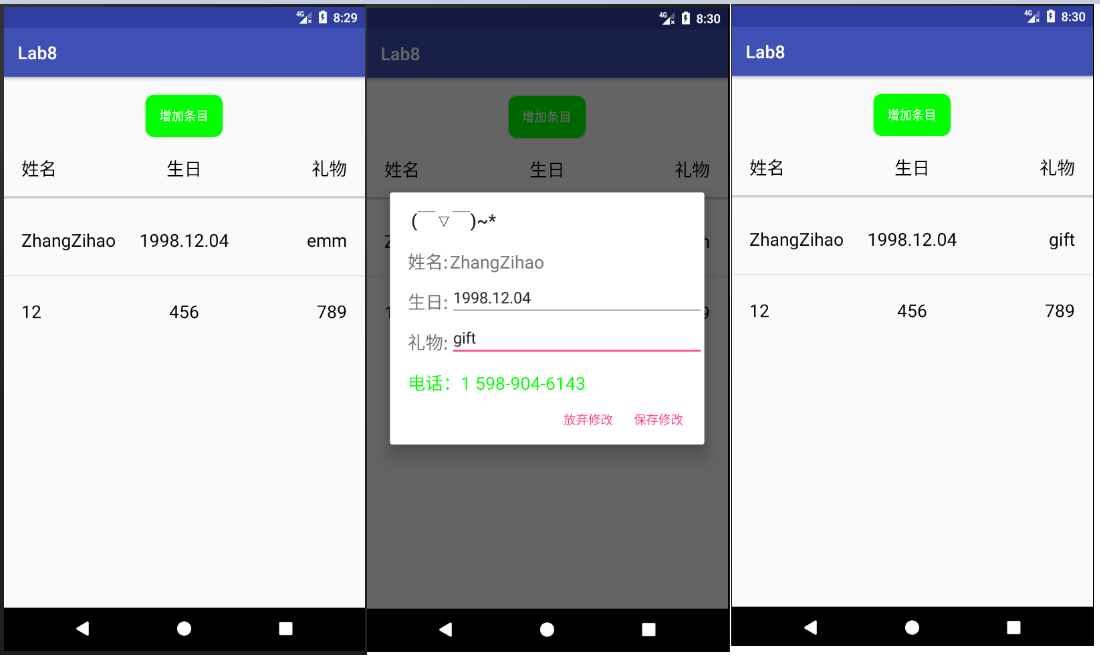 8:29
Lab8
增加条目
姓名 生日 礼物
ZhangZihao 1998.12.04 emm
12 456 789
8:30
Lab8
增加条目
姓名 生日 礼物
(￣▽￣)~*
姓名:ZhangZihao
生日: 1998.12.04
礼物: gift
电话：1 598-904-6143
放弃修改 保存修改
8:30
Lab8
增加条目
姓名 生日 礼物
ZhangZihao 1998.12.04 gift
12 456 789